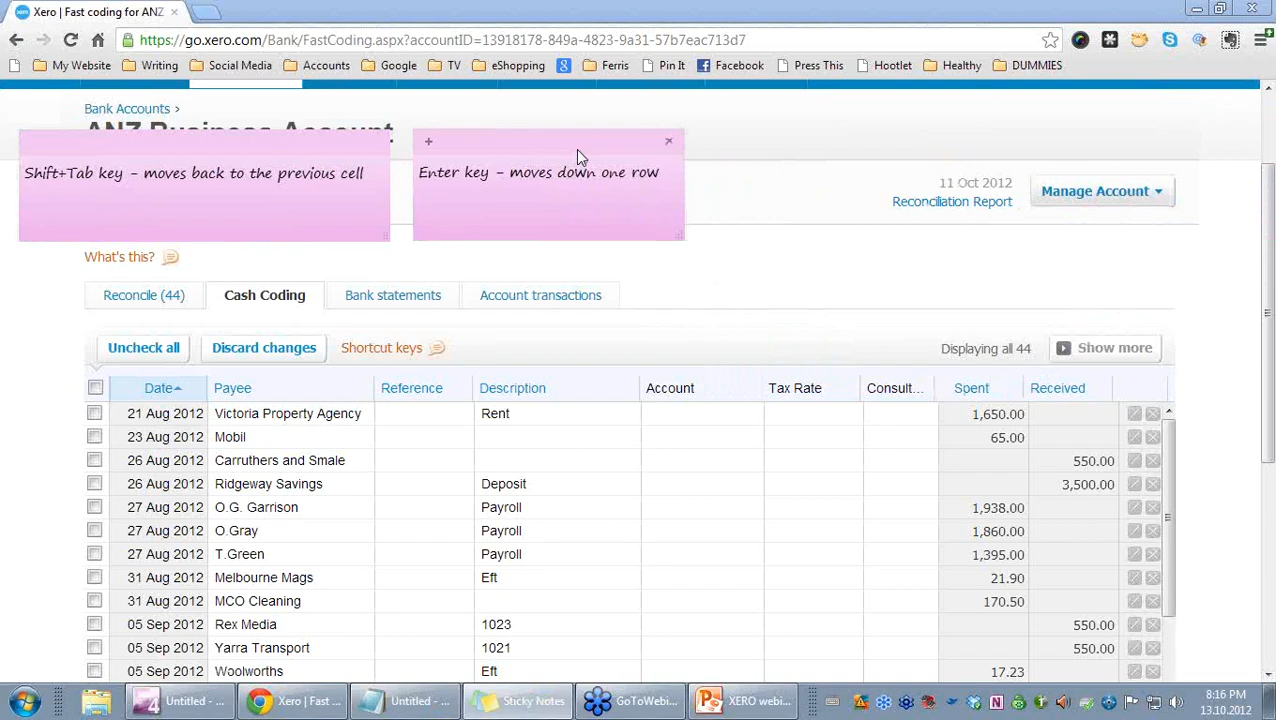 Xero | Fast coding for ANZ
https://go.xero.com/Bank/FastCoding.aspx?accountID=13918178-849a-4823-9a31-57b7eac713d7
My Website Writing Social Media Accounts Google TV eShopping Ferris Pin It Facebook Press This Hootlet Healthy DUMMIES
Bank Accounts >
ANZ Business Account
Shift+Tab key - moves back to the previous cell
Enter key - moves down one row
11 Oct 2012
Reconciliation Report
Manage Account
What's this?
Reconcile (44) Cash Coding Bank statements Account transactions
Uncheck all Discard changes Shortcut keys Displaying all 44 Show more
Date Payee Reference Description Account Tax Rate Consult... Spent Received
21 Aug 2012 Victoria Property Agency Rent 1,650.00
23 Aug 2012 Mobil 65.00
26 Aug 2012 Carruthers and Smale 550.00
26 Aug 2012 Ridgeway Savings Deposit 3,500.00
27 Aug 2012 O.G. Garrison Payroll 1,938.00
27 Aug 2012 O.Gray Payroll 1,860.00
27 Aug 2012 T.Green Payroll 1,395.00
31 Aug 2012 Melbourne Mags Eft 21.90
31 Aug 2012 MCO Cleaning 170.50
05 Sep 2012 Rex Media 1023 550.00
05 Sep 2012 Yarra Transport 1021 550.00
05 Sep 2012 Woolworths Eft 17.23
Untitled - ... Xero | Fast ... Untitled - ... Sticky Notes GoToWebi... XERO webi...
8:16 PM
13.10.2012